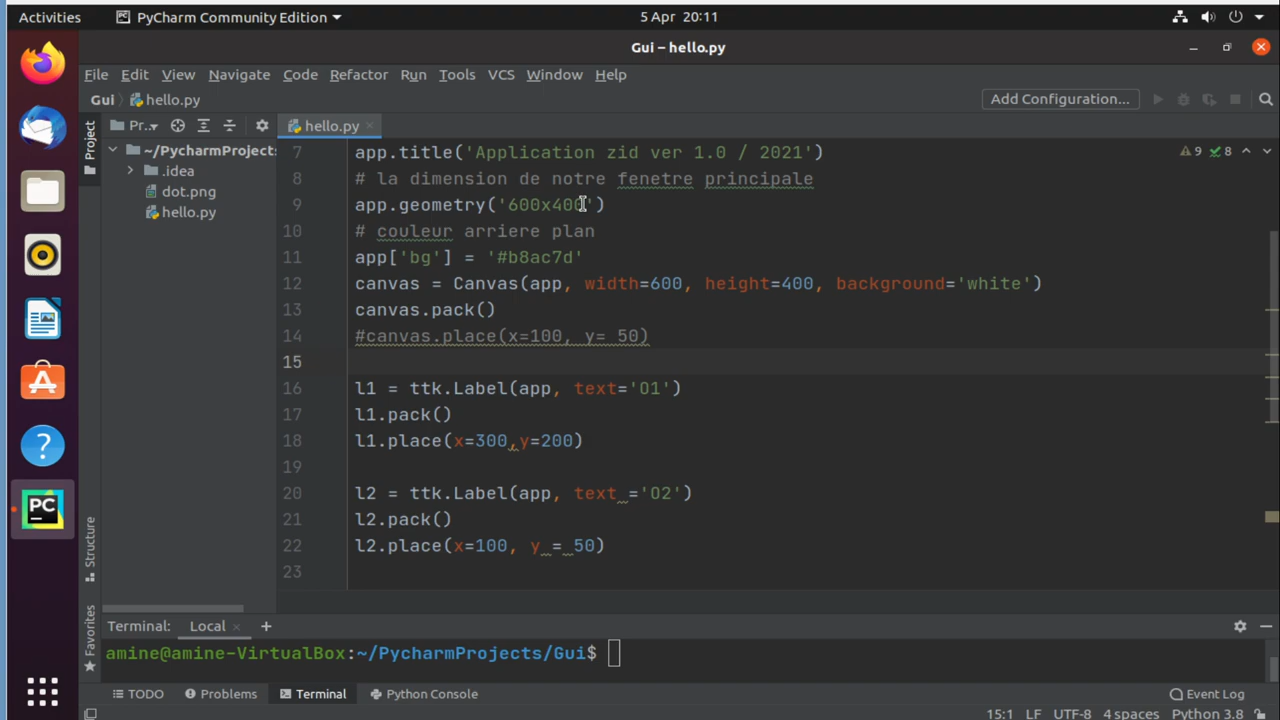 Activities PyCharm Community Edition 5 Apr 20:11
Gui – hello.py
File Edit View Navigate Code Refactor Run Tools VCS Window Help
Gui hello.py Add Configuration...
Project Pr... hello.py
~/PycharmProjects
.idea
dot.png
hello.py
7 app.title('Application zid ver 1.0 / 2021') 9 8
8 # la dimension de notre fenetre principale
9 app.geometry('600x400')
10 # couleur arriere plan
11 app['bg'] = '#b8ac7d'
12 canvas = Canvas(app, width=600, height=400, background='white')
13 canvas.pack()
14 #canvas.place(x=100, y= 50)
15
16 l1 = ttk.Label(app, text='O1')
17 l1.pack()
18 l1.place(x=300,y=200)
19
20 l2 = ttk.Label(app, text ='O2')
21 l2.pack()
22 l2.place(x=100, y = 50)
23
Structure
Favorites
Terminal: Local
amine@amine-VirtualBox:~/PycharmProjects/Gui$
TODO Problems Terminal Python Console Event Log
15:1 LF UTF-8 4 spaces Python 3.8
PC